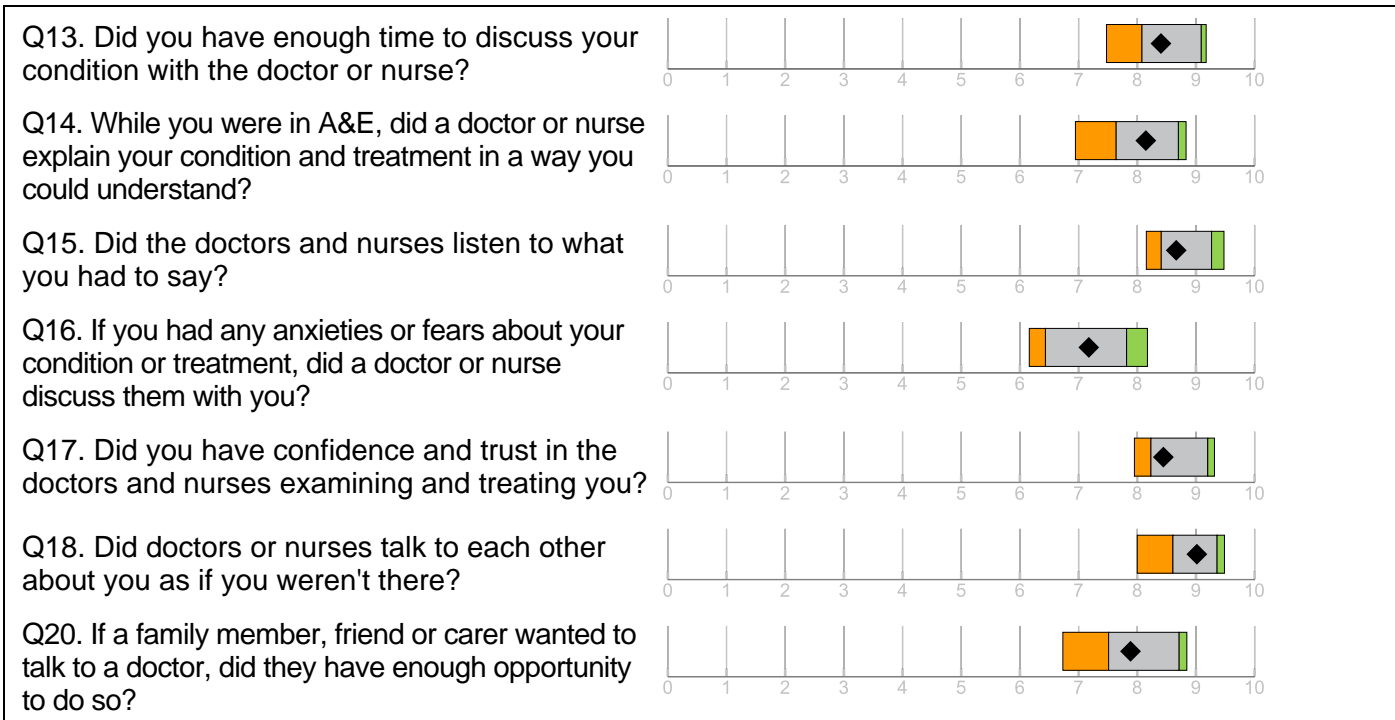 Q13. Did you have enough time to discuss your
condition with the doctor or nurse?
0 1 2 3 4 5 6 7 8 9 10
Q14. While you were in A&E, did a doctor or nurse
explain your condition and treatment in a way you
could understand?
0 1 2 3 4 5 6 7 8 9 10
Q15. Did the doctors and nurses listen to what
you had to say?
0 1 2 3 4 5 6 7 8 9 10
Q16. If you had any anxieties or fears about your
condition or treatment, did a doctor or nurse
discuss them with you?
0 1 2 3 4 5 6 7 8 9 10
Q17. Did you have confidence and trust in the
doctors and nurses examining and treating you?
0 1 2 3 4 5 6 7 8 9 10
Q18. Did doctors or nurses talk to each other
about you as if you weren't there?
0 1 2 3 4 5 6 7 8 9 10
Q20. If a family member, friend or carer wanted to
talk to a doctor, did they have enough opportunity
to do so?
0 1 2 3 4 5 6 7 8 9 10